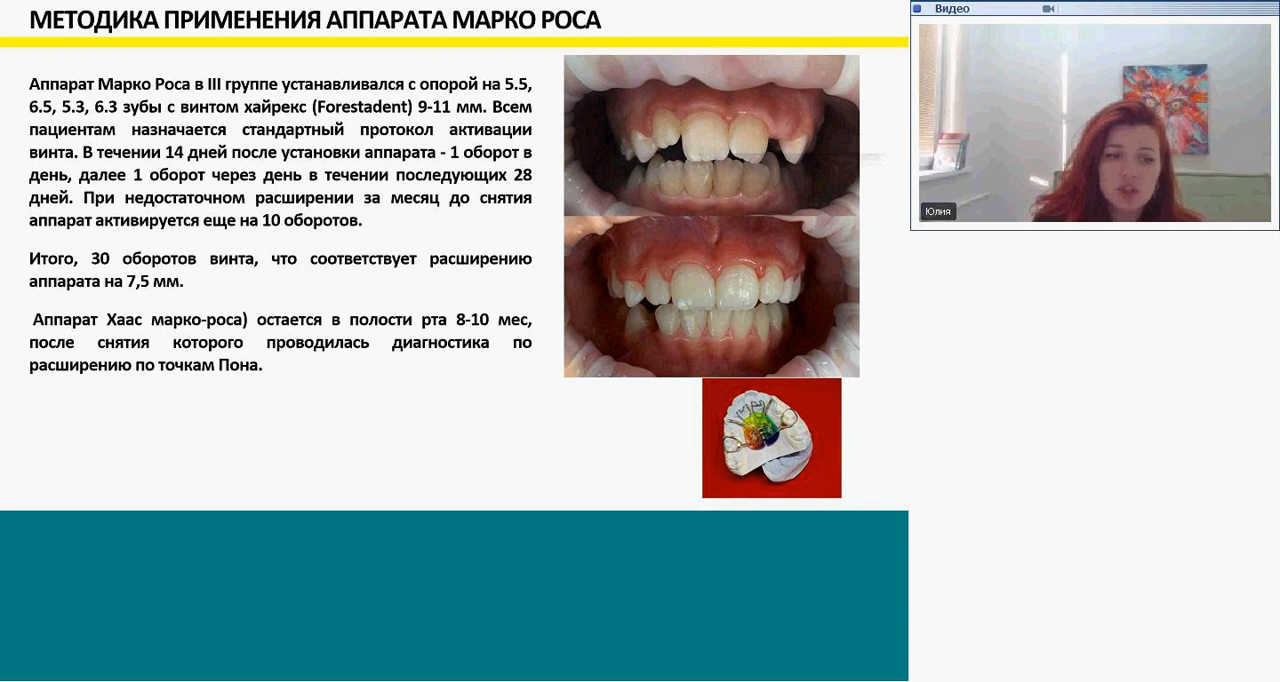 МЕТОДИКА ПРИМЕНЕНИЯ АППАРАТА МАРКО РОСА
Аппарат Марко Роса в III группе устанавливался с опорой на 5.5,
6.5, 5.3, 6.3 зубы с винтом хайрекс (Forestadent) 9-11 мм. Всем
пациентам назначается стандартный протокол активации
винта. В течении 14 дней после установки аппарата - 1 оборот в
день, далее 1 оборот через день в течении последующих 28
дней. При недостаточном расширении за месяц до снятия
аппарат активируется еще на 10 оборотов.
Итого, 30 оборотов винта, что соответствует расширению
аппарата на 7,5 мм.
Аппарат Хаас марко-роса) остается в полости рта 8-10 мес,
после снятия которого проводилась диагностика по
расширению по точкам Пона.
Видео
Юлия